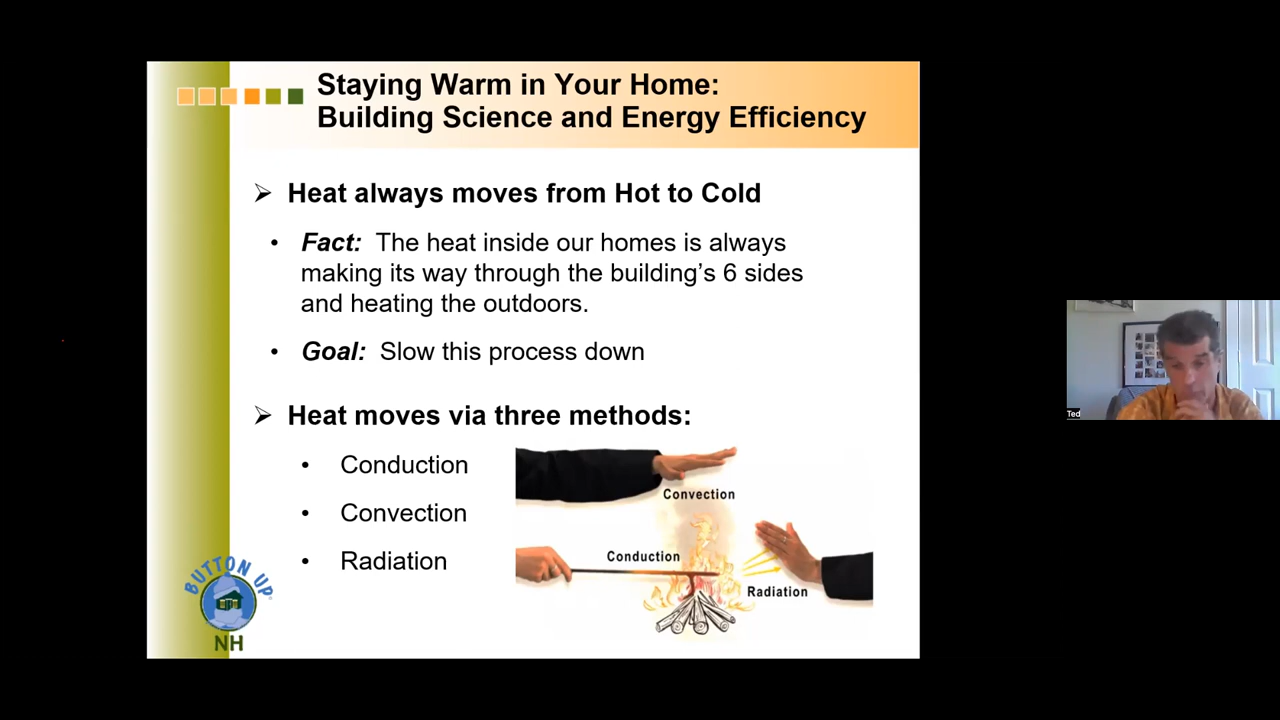 Staying Warm in Your Home:
Building Science and Energy Efficiency
➢ Heat always moves from Hot to Cold
• Fact: The heat inside our homes is always
making its way through the building’s 6 sides
and heating the outdoors.
• Goal: Slow this process down
➢ Heat moves via three methods:
• Conduction
• Convection
• Radiation
Convection
Conduction
Radiation
BUTTON UP
NH
Ted